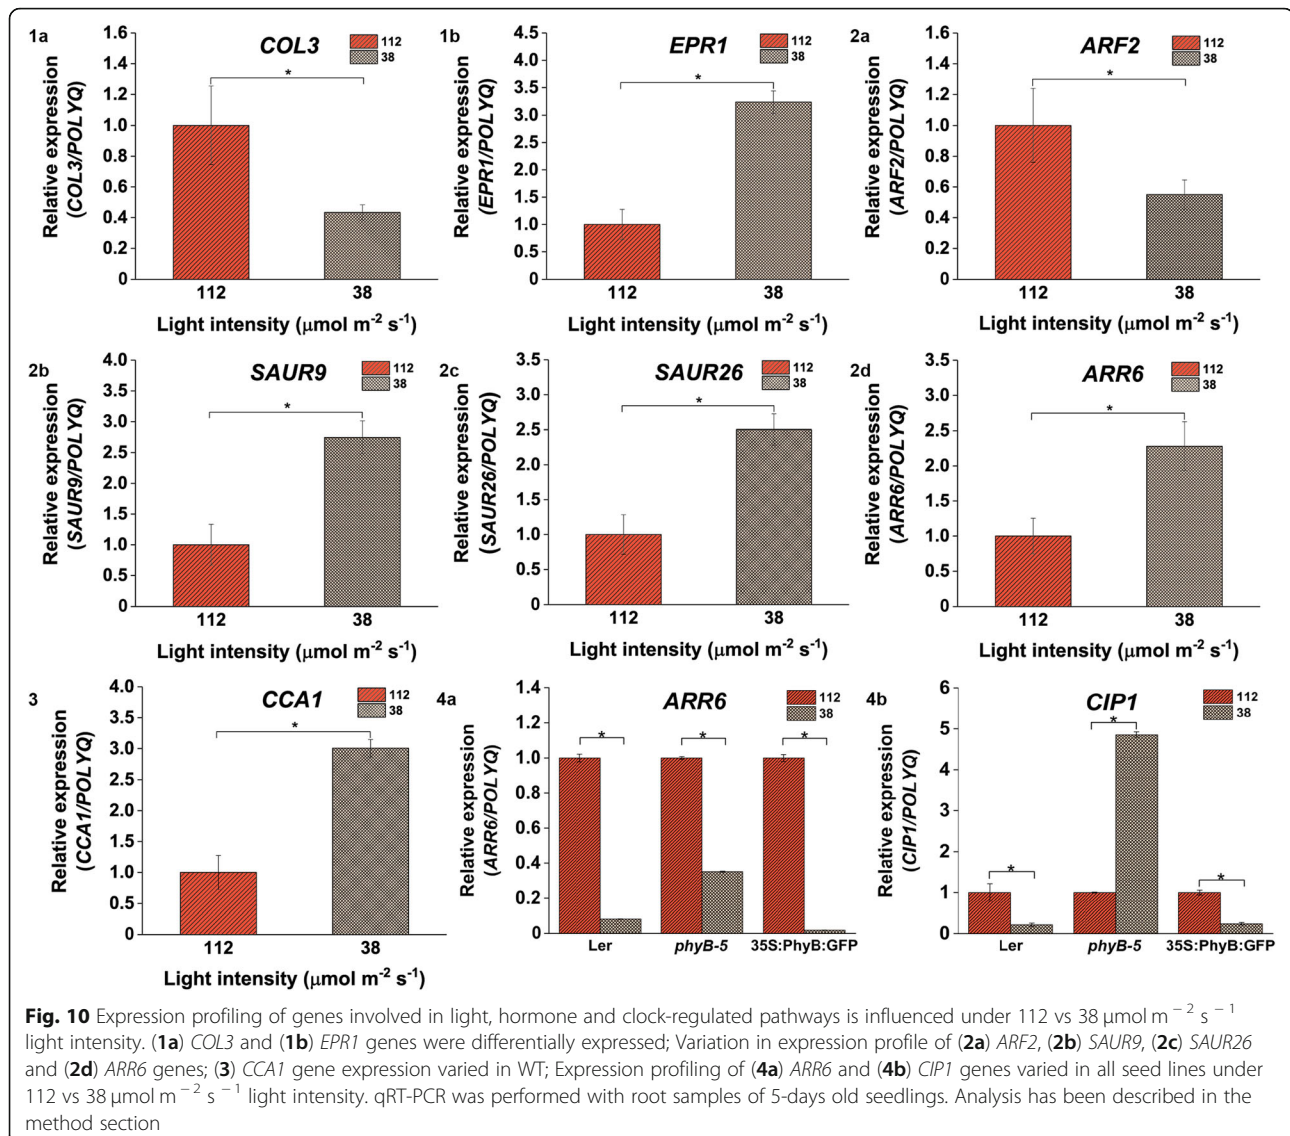 1a
COL3
112
38
*
1.6
1.4
1.2
1.0
0.8
0.6
0.4
0.2
0
Relative expression
(COL3/POLYQ)
112 38
Light intensity (μmol m⁻² s⁻¹)
1b
EPR1
112
38
*
4.5
4.0
3.5
3.0
2.5
2.0
1.5
1.0
0.5
0
Relative expression
(EPR1/POLYQ)
112 38
Light intensity (μmol m⁻² s⁻¹)
2a
ARF2
112
38
*
1.6
1.4
1.2
1.0
0.8
0.6
0.4
0.2
0
Relative expression
(ARF2/POLYQ)
112 38
Light intensity (μmol m⁻² s⁻¹)
2b
SAUR9
112
38
*
4.0
3.5
3.0
2.5
2.0
1.5
1.0
0.5
0
Relative expression
(SAUR9/POLYQ)
112 38
Light intensity (μmol m⁻² s⁻¹)
2c
SAUR26
112
38
*
3.5
3.0
2.5
2.0
1.5
1.0
0.5
0
Relative expression
(SAUR26/POLYQ)
112 38
Light intensity (μmol m⁻² s⁻¹)
2d
ARR6
112
38
*
3.5
3.0
2.5
2.0
1.5
1.0
0.5
0
Relative expression
(ARR6/POLYQ)
112 38
Light intensity (μmol m⁻² s⁻¹)
3
CCA1
112
38
*
4.0
3.5
3.0
2.5
2.0
1.5
1.0
0.5
0
Relative expression
(CCA1/POLYQ)
112 38
Light intensity (μmol m⁻² s⁻¹)
4a
ARR6
112
38
* * *
1.4
1.2
1.0
0.8
0.6
0.4
0.2
0
Relative expression
(ARR6/POLYQ)
Ler phyB-5 35S:PhyB:GFP
4b
CIP1
112
38
* * *
6
5
4
3
2
1
0
Relative expression
(CIP1/POLYQ)
Ler phyB-5 35S:PhyB:GFP
Fig. 10 Expression profiling of genes involved in light, hormone and clock-regulated pathways is influenced under 112 vs 38 μmol m⁻² s⁻¹
light intensity. (1a) COL3 and (1b) EPR1 genes were differentially expressed; Variation in expression profile of (2a) ARF2, (2b) SAUR9, (2c) SAUR26
and (2d) ARR6 genes; (3) CCA1 gene expression varied in WT; Expression profiling of (4a) ARR6 and (4b) CIP1 genes varied in all seed lines under
112 vs 38 μmol m⁻² s⁻¹ light intensity. qRT-PCR was performed with root samples of 5-days old seedlings. Analysis has been described in the
method section